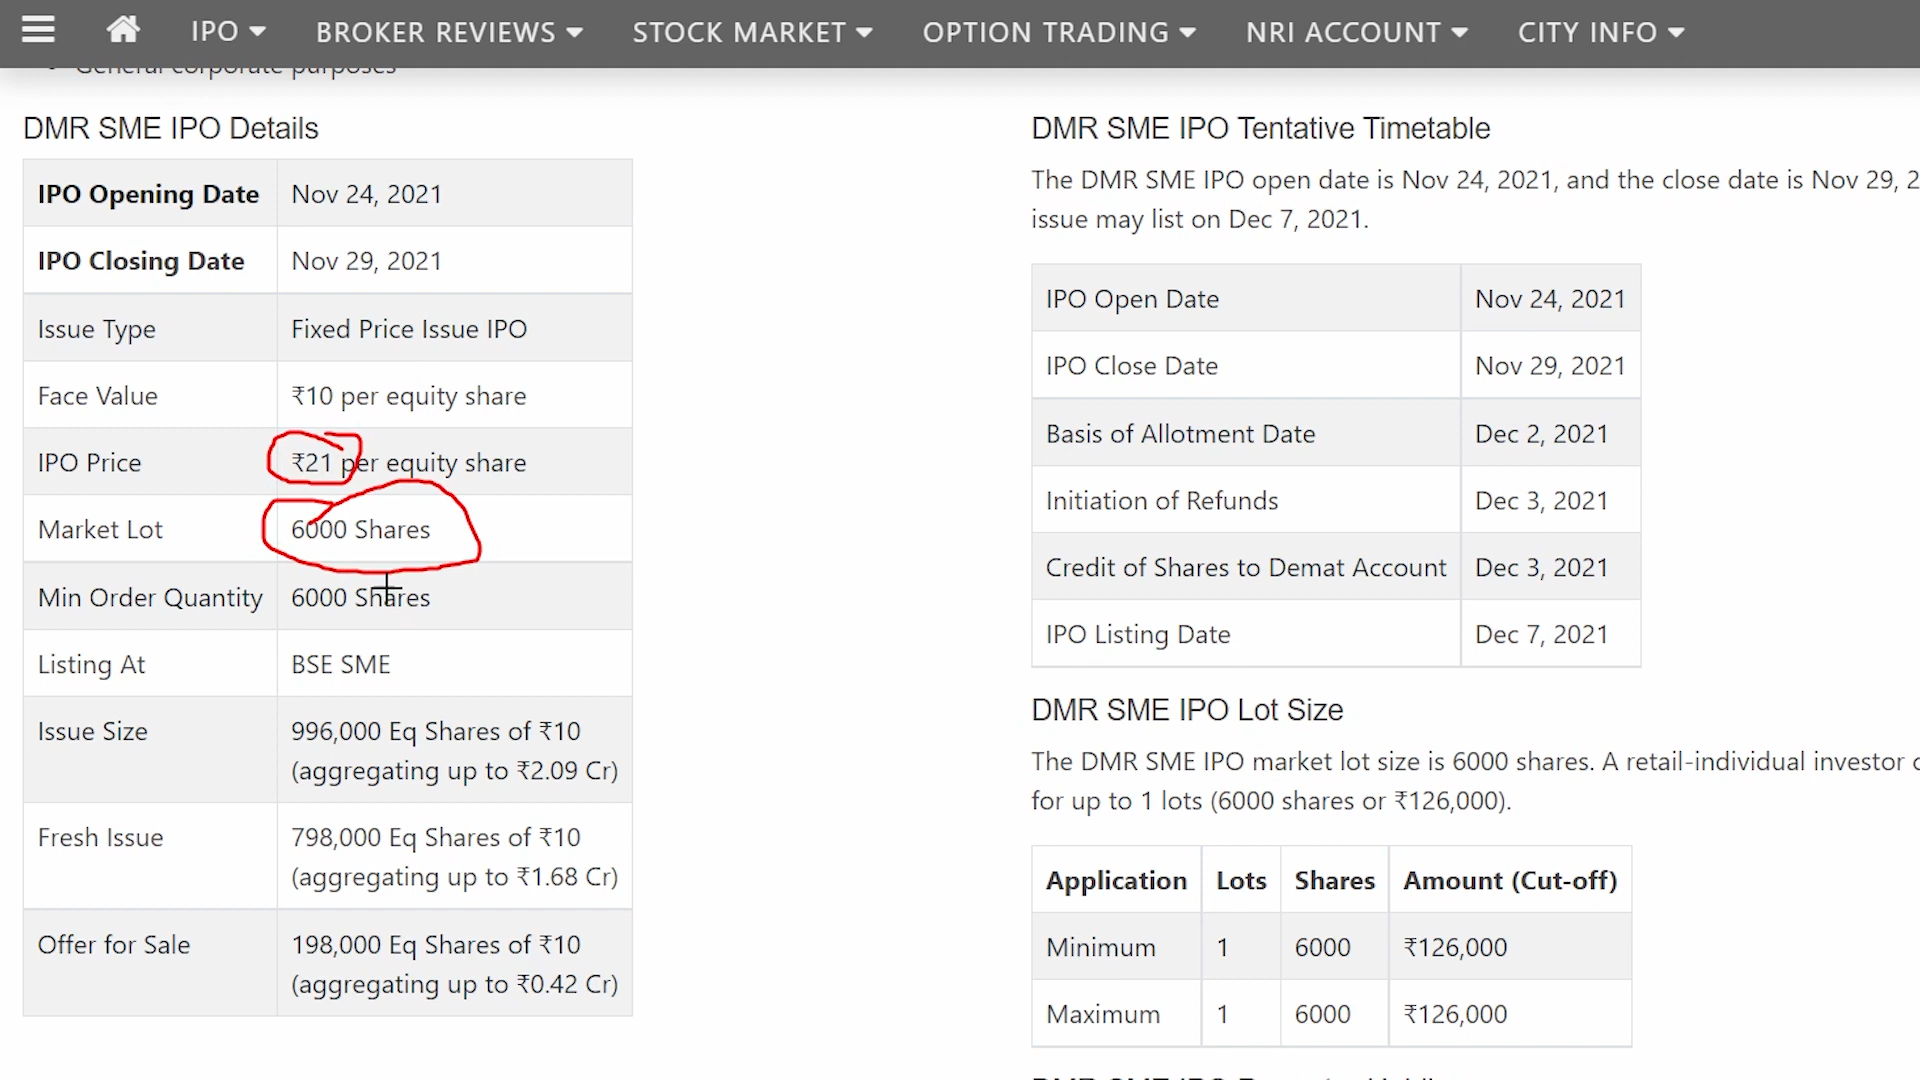 IPO BROKER REVIEWS STOCK MARKET OPTION TRADING NRI ACCOUNT CITY INFO
General corporate purposes
DMR SME IPO Details
IPO Opening Date Nov 24, 2021
IPO Closing Date Nov 29, 2021
Issue Type Fixed Price Issue IPO
Face Value ₹10 per equity share
IPO Price ₹21 per equity share
Market Lot 6000 Shares
Min Order Quantity 6000 Shares
Listing At BSE SME
Issue Size 996,000 Eq Shares of ₹10
(aggregating up to ₹2.09 Cr)
Fresh Issue 798,000 Eq Shares of ₹10
(aggregating up to ₹1.68 Cr)
Offer for Sale 198,000 Eq Shares of ₹10
(aggregating up to ₹0.42 Cr)
DMR SME IPO Tentative Timetable
The DMR SME IPO open date is Nov 24, 2021, and the close date is Nov 29, 2
issue may list on Dec 7, 2021.
IPO Open Date Nov 24, 2021
IPO Close Date Nov 29, 2021
Basis of Allotment Date Dec 2, 2021
Initiation of Refunds Dec 3, 2021
Credit of Shares to Demat Account Dec 3, 2021
IPO Listing Date Dec 7, 2021
DMR SME IPO Lot Size
The DMR SME IPO market lot size is 6000 shares. A retail-individual investor
for up to 1 lots (6000 shares or ₹126,000).
Application Lots Shares Amount (Cut-off)
Minimum 1 6000 ₹126,000
Maximum 1 6000 ₹126,000